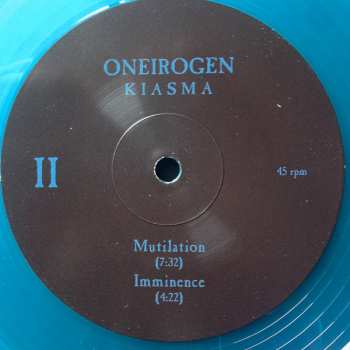 ONEIROGEN
KIASMA
II
45 rpm
Mutilation
(7:32)
Imminence
(4:22)